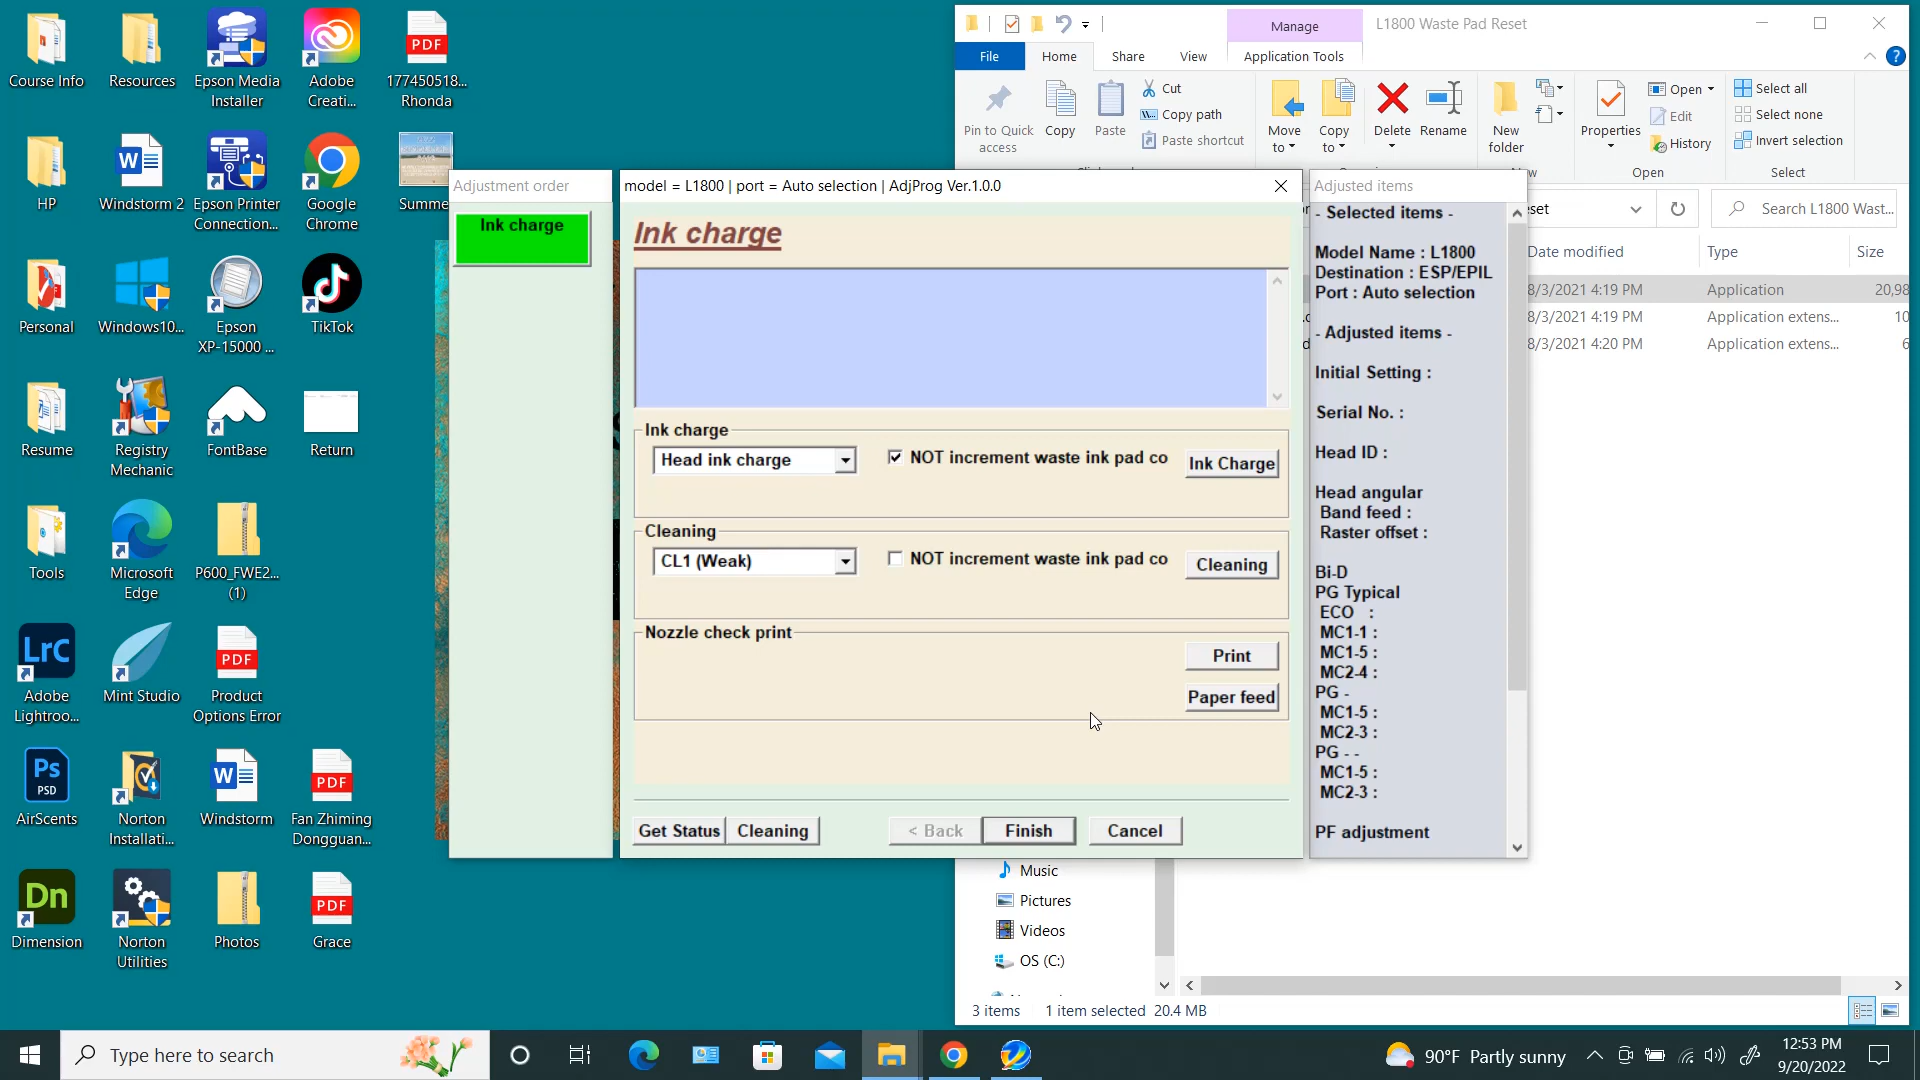 Course Info
Resources
Epson Media
Installer
Adobe
Creati...
PDF
177450518...
Rhonda
HP
Windstorm 2
Epson Printer
Connection...
Google
Chrome
Summe
Personal
Windows10...
Epson
XP-15000 ...
TikTok
Resume
Registry
Mechanic
FontBase
Return
Tools
Microsoft
Edge
P600_FWE2...
(1)
LrC
Adobe
Lightroo...
Mint Studio
PDF
Product
Options Error
Ps
PSD
AirScents
Norton
Installati...
Windstorm
PDF
Fan Zhiming
Dongguan...
Dn
Dimension
Norton
Utilities
Photos
PDF
Grace
Manage
L1800 Waste Pad Reset
File
Home
Share
View
Application Tools
Pin to Quick
access
Copy
Paste
Cut
Copy path
Paste shortcut
Move
to
Copy
to
Delete
Rename
New
folder
Properties
Open
Edit
History
Select all
Select none
Invert selection
Open
Select
eset
Search L1800 Wast...
Date modified
Type
Size
8/3/2021 4:19 PM
Application
20,98
8/3/2021 4:19 PM
Application extens...
10
8/3/2021 4:20 PM
Application extens...
6
Music
Pictures
Videos
OS (C:)
3 items
1 item selected 20.4 MB
Adjustment order
Ink charge
model = L1800 | port = Auto selection | AdjProg Ver.1.0.0
Ink charge
Ink charge
Head ink charge
NOT increment waste ink pad co
Ink Charge
Cleaning
CL1 (Weak)
NOT increment waste ink pad co
Cleaning
Nozzle check print
Print
Paper feed
Get Status
Cleaning
< Back
Finish
Cancel
Adjusted items
- Selected items -
Model Name : L1800
Destination : ESP/EPIL
Port : Auto selection
- Adjusted items -
Initial Setting :
Serial No. :
Head ID :
Head angular
Band feed :
Raster offset :
Bi-D
PG Typical
ECO :
MC1-1 :
MC1-5 :
MC2-4 :
PG -
MC1-5 :
MC2-3 :
PG - -
MC1-5 :
MC2-3 :
PF adjustment
Type here to search
90°F Partly sunny
12:53 PM
9/20/2022